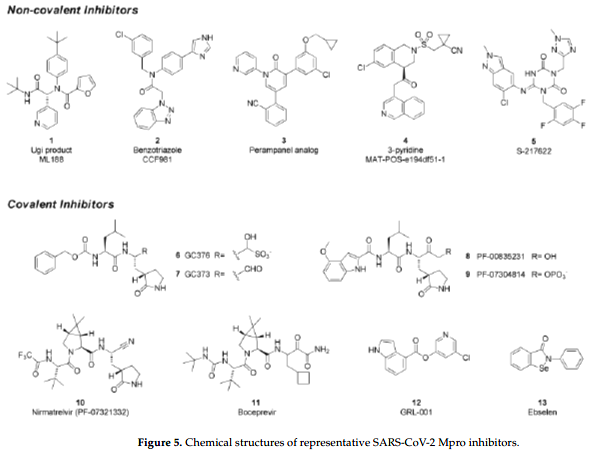 Non-covalent Inhibitors
1
Ugi product
ML188
2
Benzotriazole
CCF981
3
Perampanel analog
4
3-pyridine
MAT-POS-e194df51-1
5
S-217622
Covalent Inhibitors
6 GC376 R=
7 GC373 R=
8 PF-00835231 R= OH
9 PF-07304814 R= OPO3-
10
Nirmatrelvir (PF-07321332)
11
Boceprevir
12
GRL-001
13
Ebselen
Figure 5. Chemical structures of representative SARS-CoV-2 Mpro inhibitors.